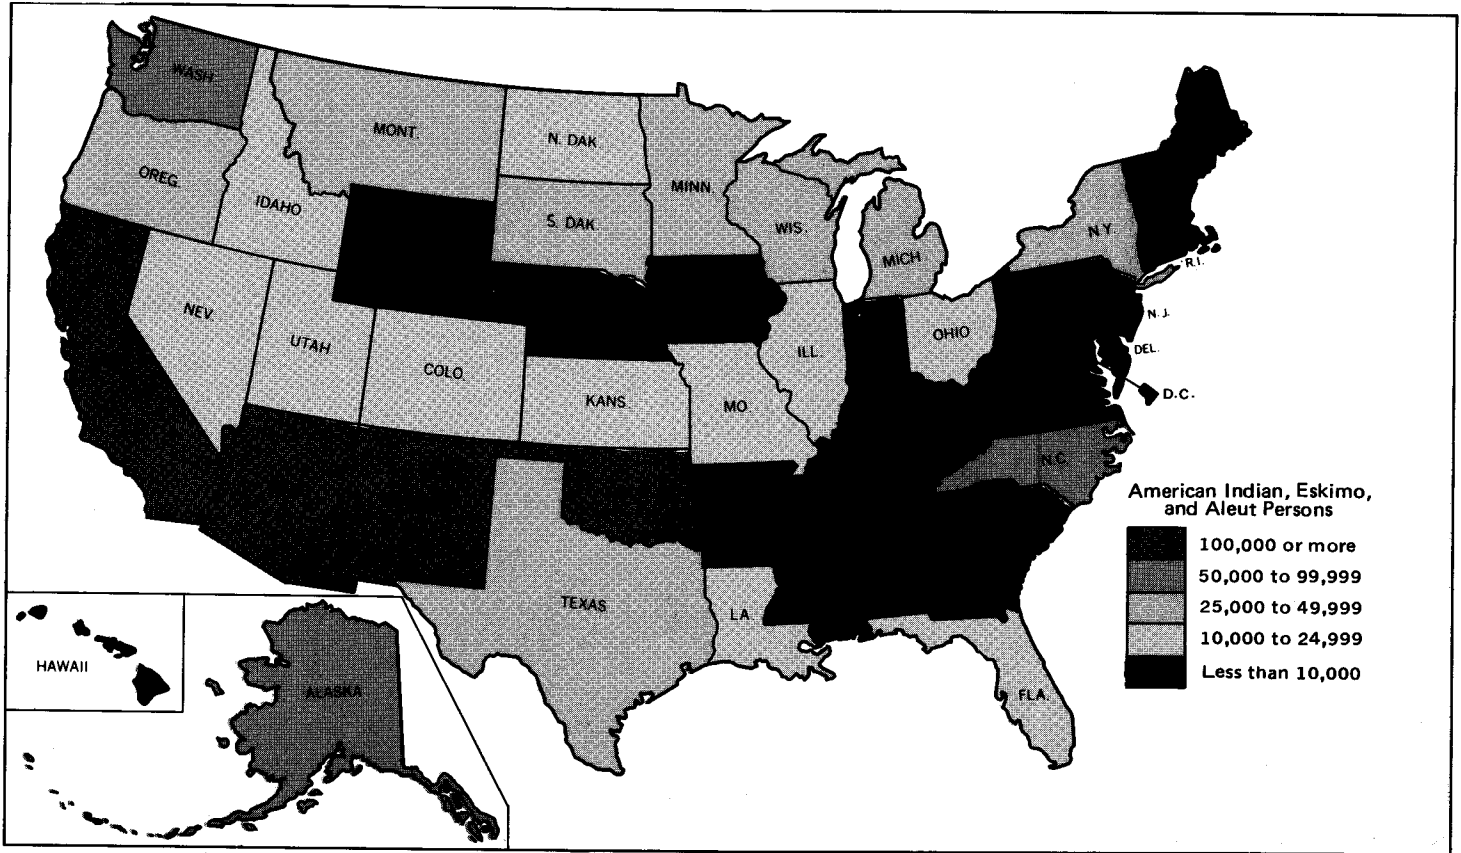 WASH
MONT.
N. DAK
MINN.
OREG.
IDAHO
S. DAK
WIS.
MICH
N.Y.
R.I.
NEV.
UTAH
COLO.
KANS.
MO.
ILL.
OHIO
N.J.
DEL.
D.C.
N.C.
TEXAS
LA.
FLA.
HAWAII
ALASKA
American Indian, Eskimo,
and Aleut Persons
100,000 or more
50,000 to 99,999
25,000 to 49,999
10,000 to 24,999
Less than 10,000